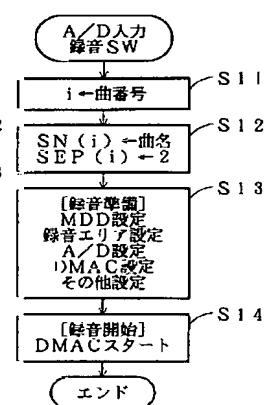 A/D入力
録音SW
S11
i←曲番号
S12
SN(i)←曲名
SEP(i)←2
S13
[録音準備]
MDD設定
録音エリア設定
A/D設定
DMAC設定
その他設定
S14
[録音開始]
DMACスタート
エンド